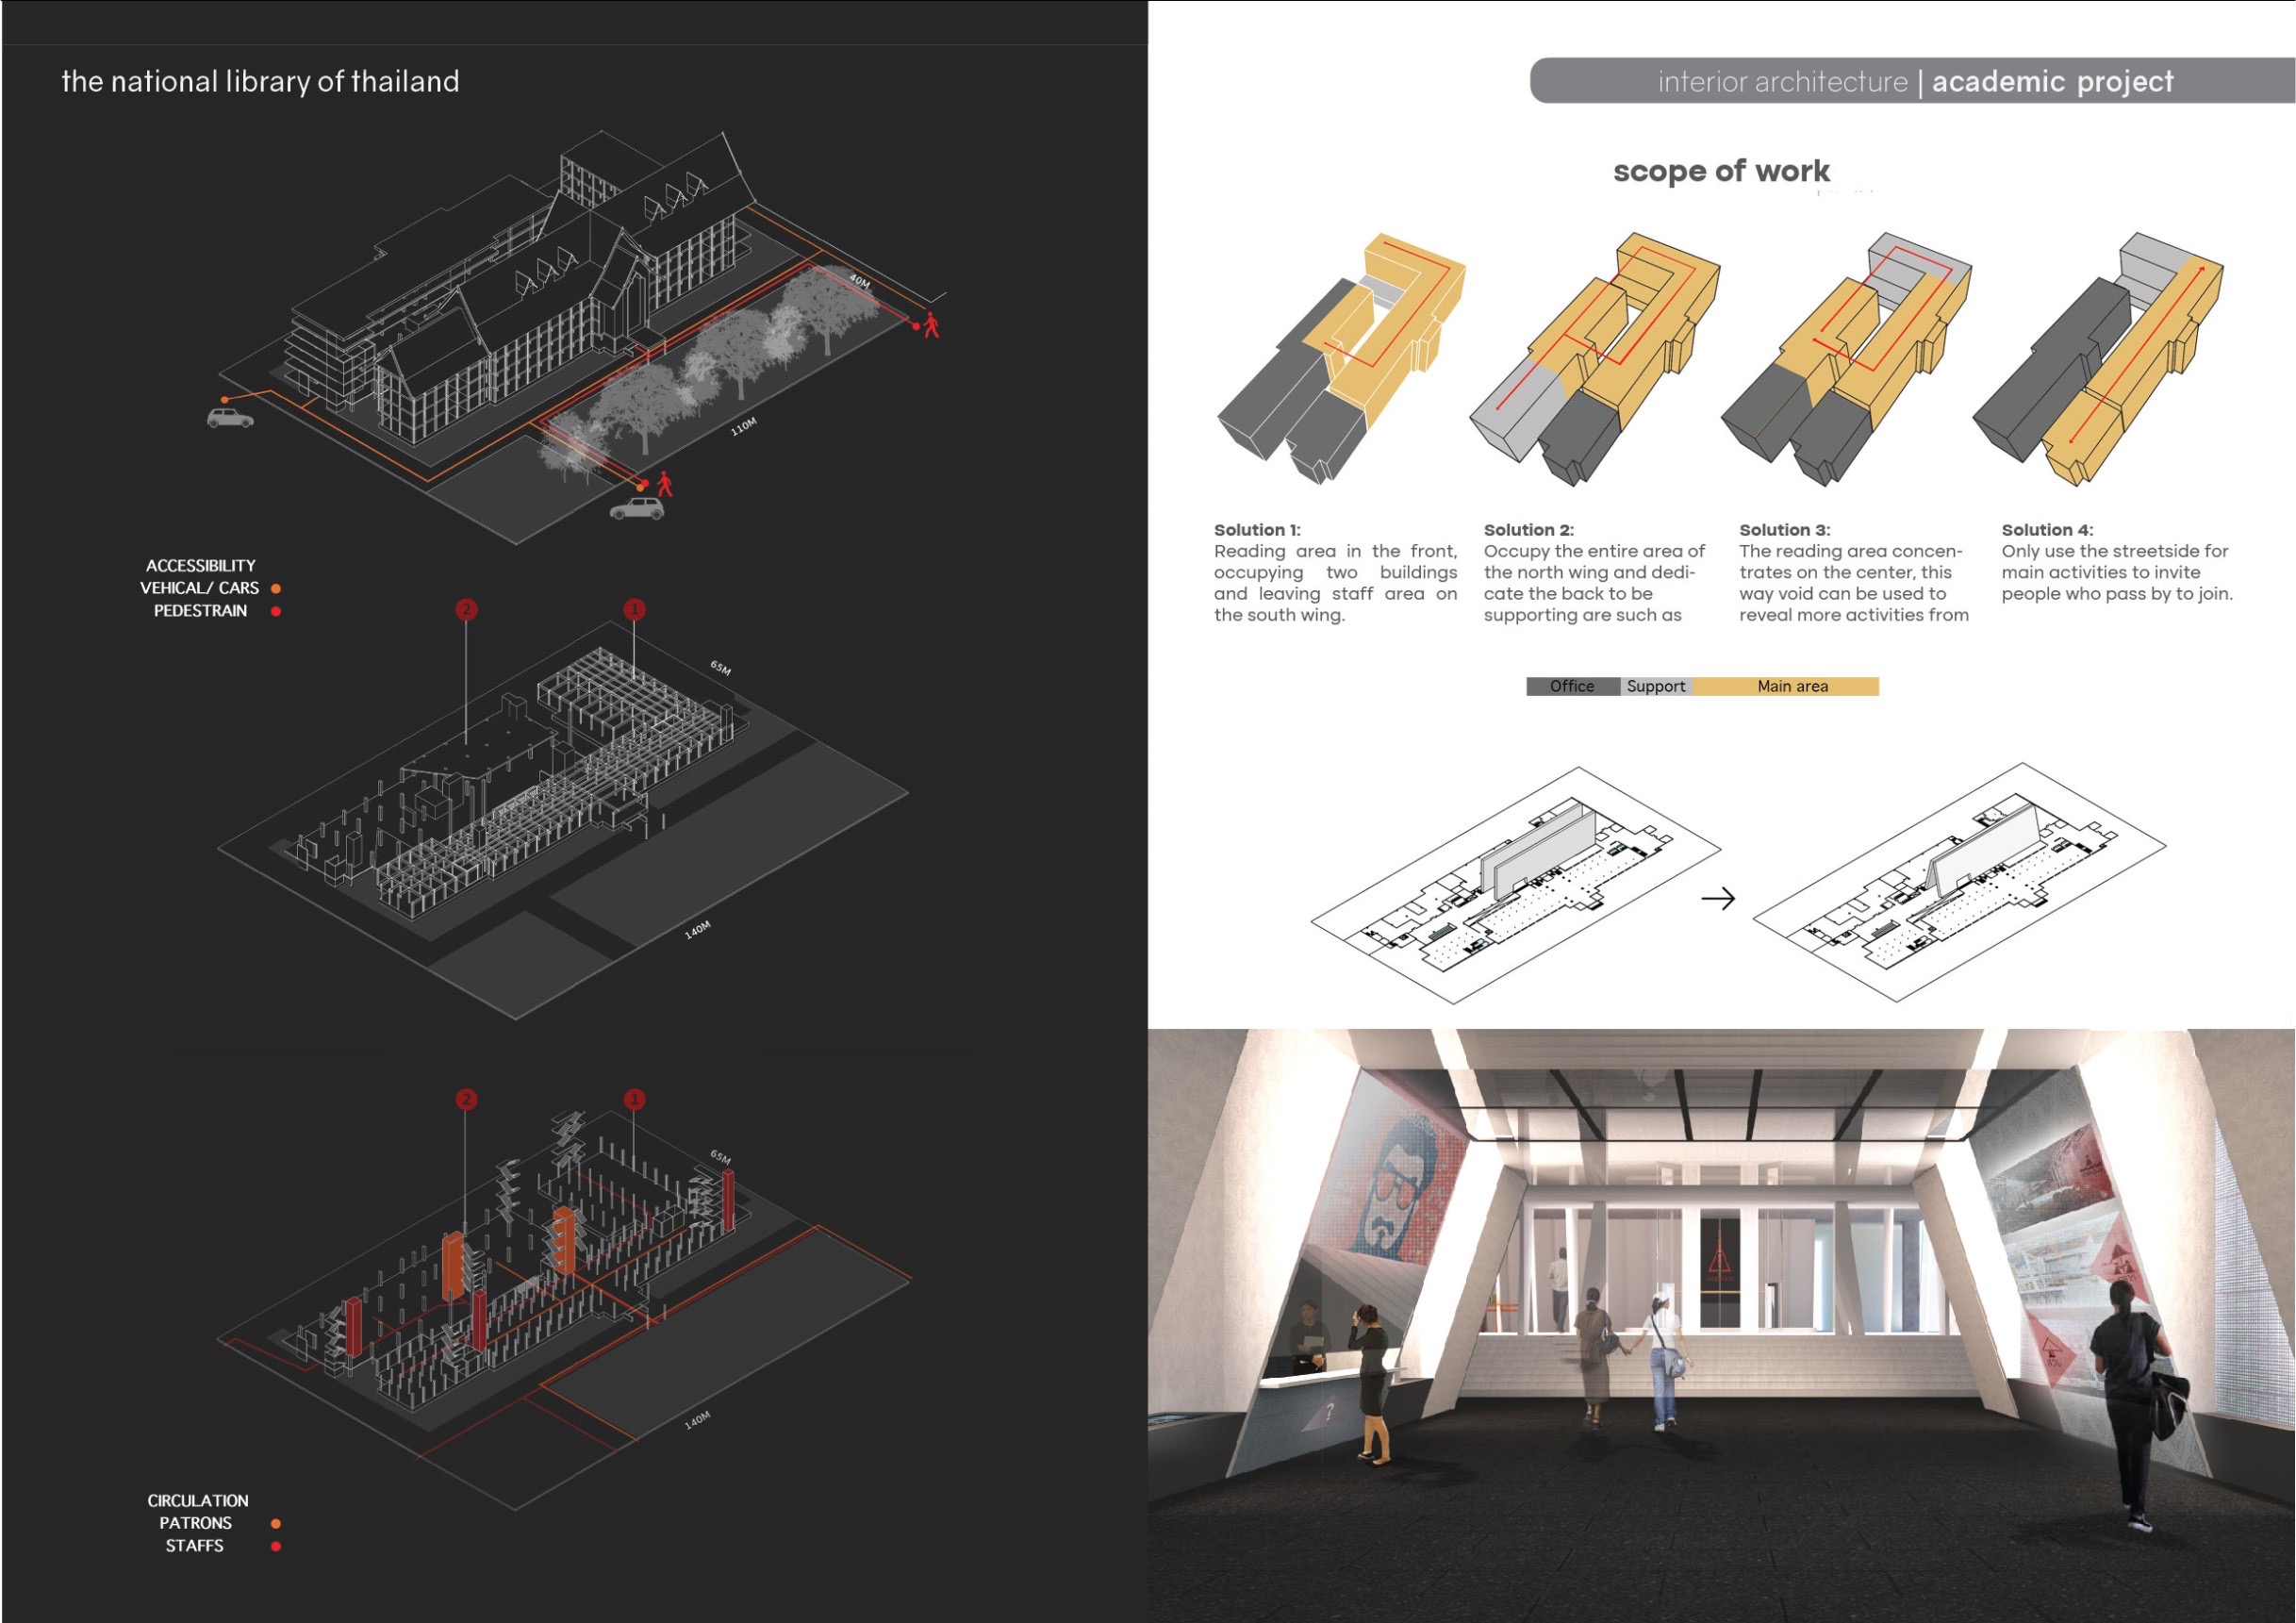 the national library of thailand
40M
110M
ACCESSIBILITY
VEHICAL/ CARS
PEDESTRAIN
2
1
65M
140M
2
1
65M
140M
CIRCULATION
PATRONS
STAFFS
interior architecture | academic project
scope of work
Solution 1:
Reading area in the front,
occupying two buildings
and leaving staff area on
the south wing.
Solution 2:
Occupy the entire area of
the north wing and dedi-
cate the back to be
supporting are such as
Solution 3:
The reading area concen-
trates on the center, this
way void can be used to
reveal more activities from
Solution 4:
Only use the streetside for
main activities to invite
people who pass by to join.
Office
Support
Main area
?